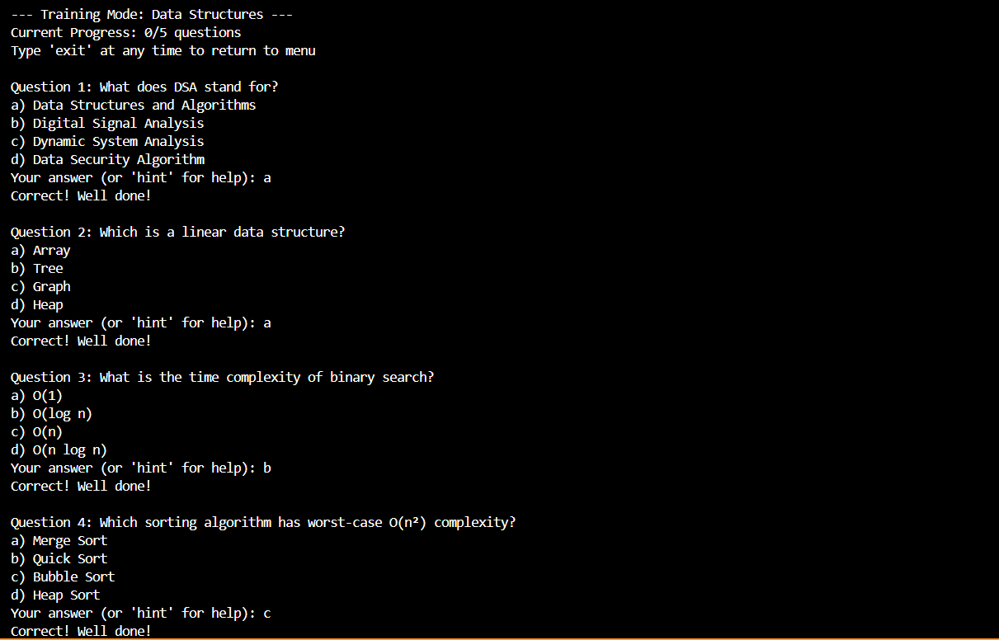 --- Training Mode: Data Structures ---
Current Progress: 0/5 questions
Type 'exit' at any time to return to menu
Question 1: What does DSA stand for?
a) Data Structures and Algorithms
b) Digital Signal Analysis
c) Dynamic System Analysis
d) Data Security Algorithm
Your answer (or 'hint' for help): a
Correct! Well done!
Question 2: Which is a linear data structure?
a) Array
b) Tree
c) Graph
d) Heap
Your answer (or 'hint' for help): a
Correct! Well done!
Question 3: What is the time complexity of binary search?
a) O(1)
b) O(log n)
c) O(n)
d) O(n log n)
Your answer (or 'hint' for help): b
Correct! Well done!
Question 4: Which sorting algorithm has worst-case O(n²) complexity?
a) Merge Sort
b) Quick Sort
c) Bubble Sort
d) Heap Sort
Your answer (or 'hint' for help): c
Correct! Well done!